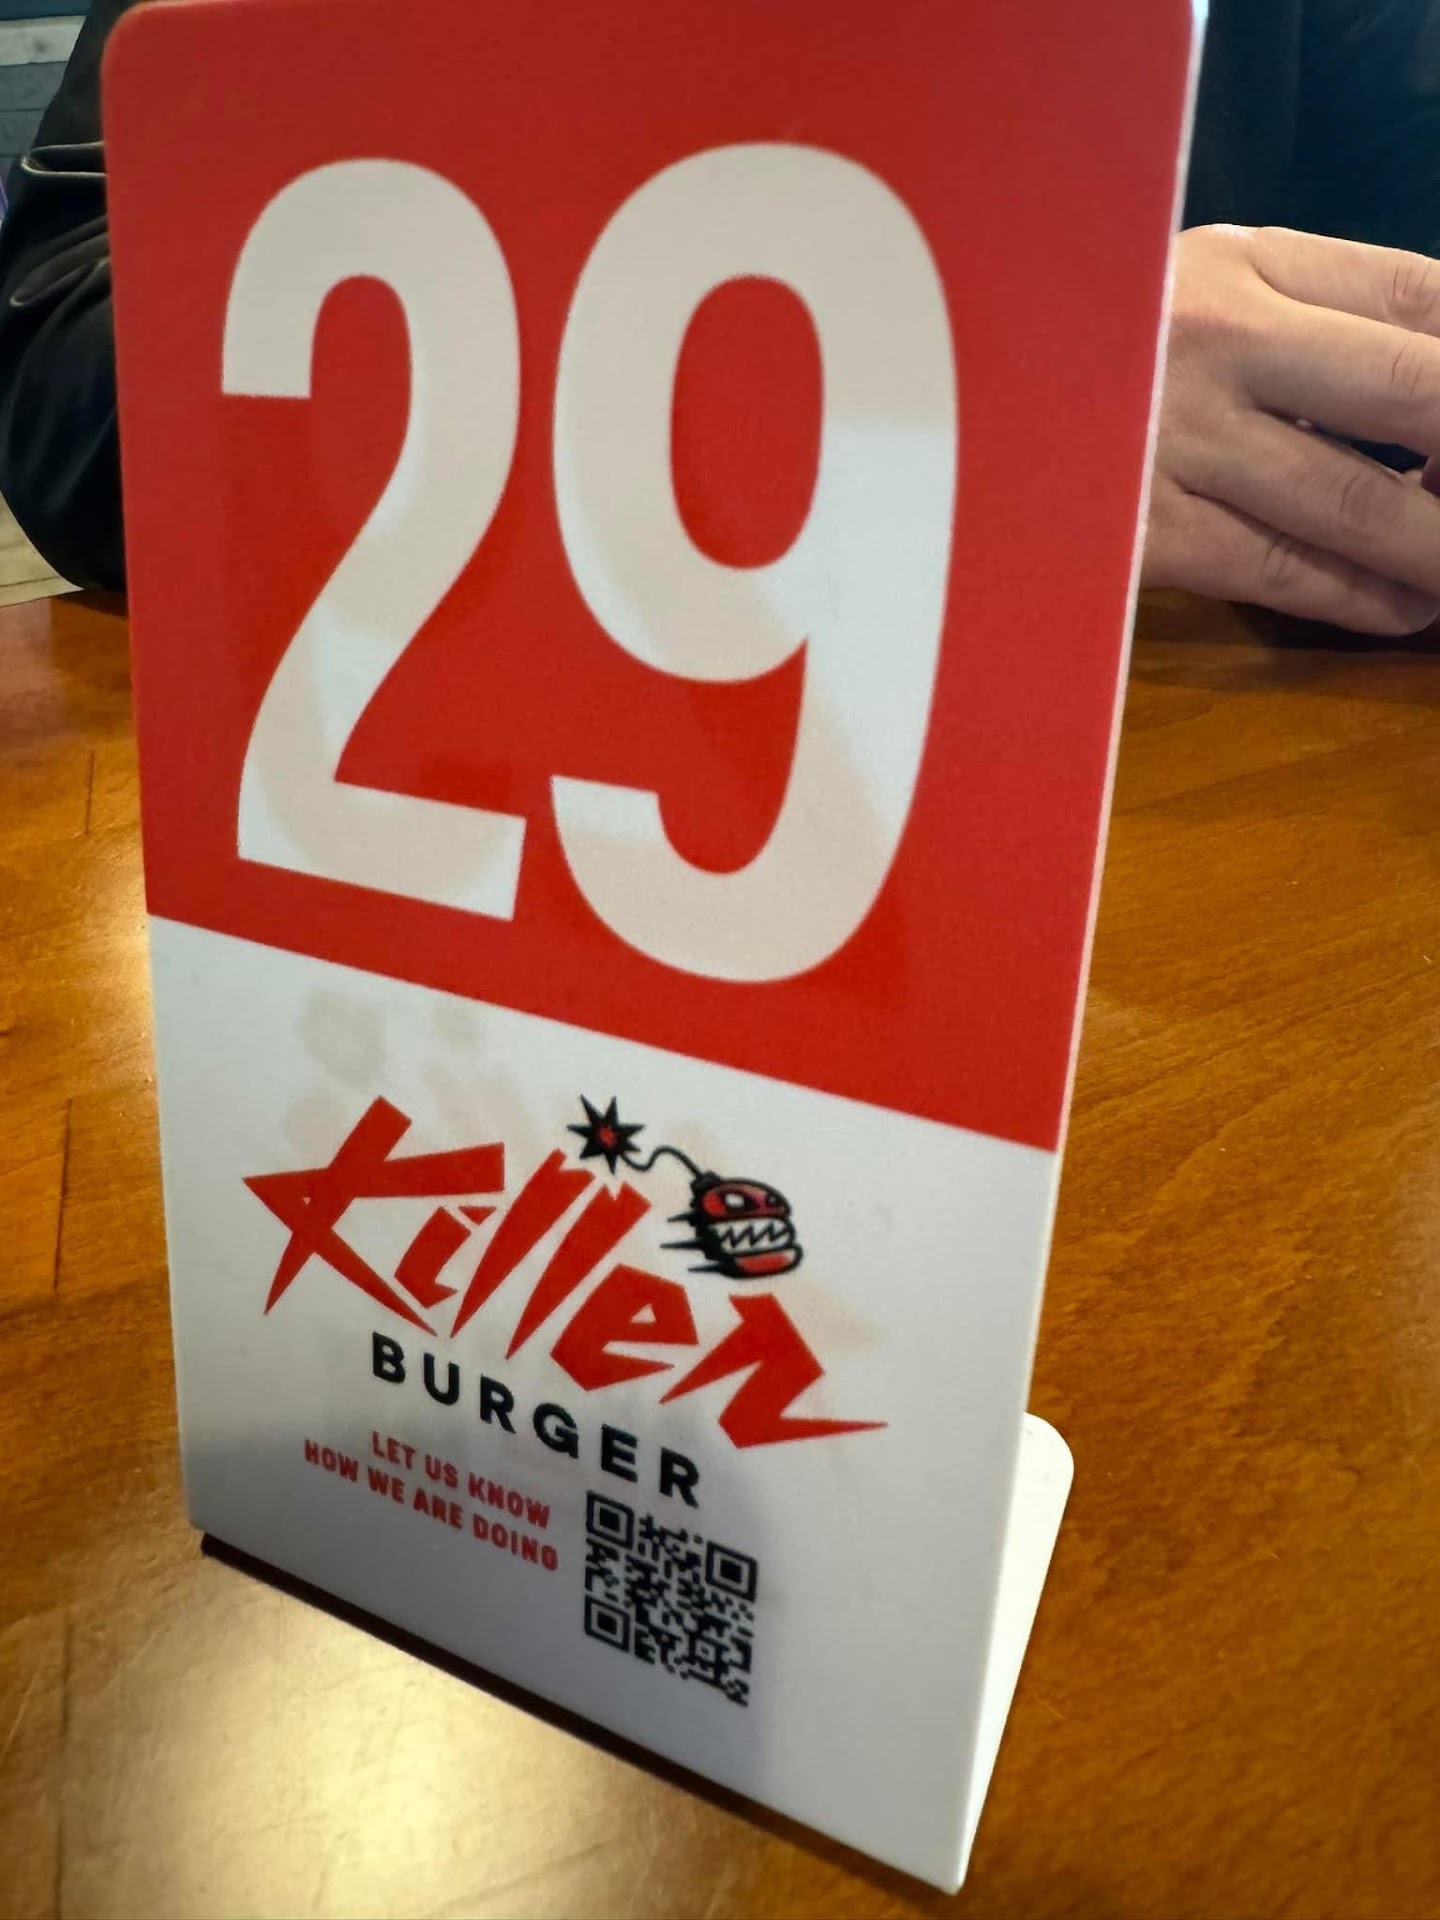 29
Killer
BURGER
LET US KNOW
HOW WE ARE DOING